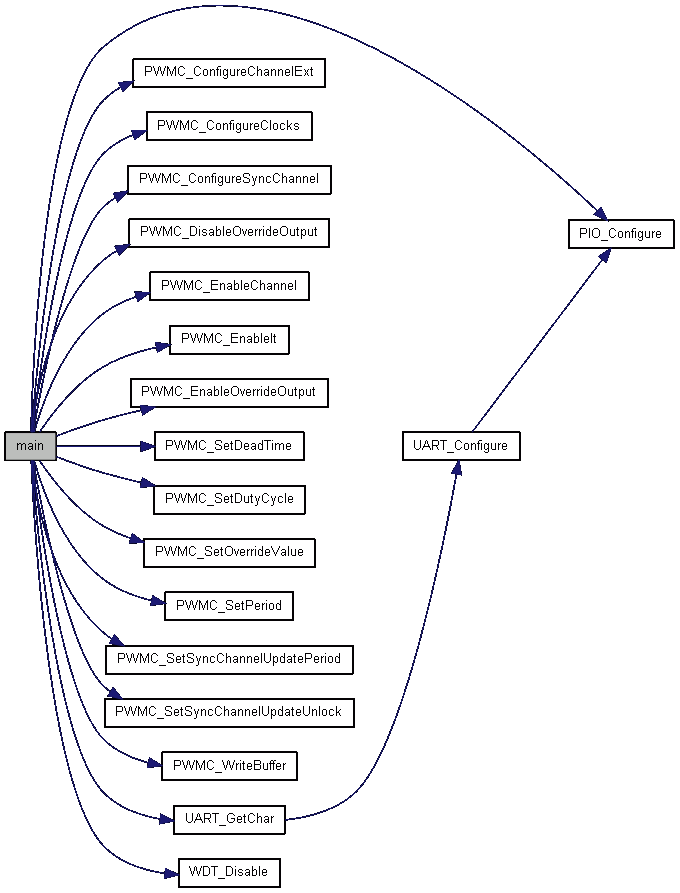 PWMC_ConfigureChannelExt
PWMC_ConfigureClocks
PWMC_ConfigureSyncChannel
PWMC_DisableOverrideOutput
PIO_Configure
PWMC_EnableChannel
PWMC_EnableIt
PWMC_EnableOverrideOutput
main
PWMC_SetDeadTime
UART_Configure
PWMC_SetDutyCycle
PWMC_SetOverrideValue
PWMC_SetPeriod
PWMC_SetSyncChannelUpdatePeriod
PWMC_SetSyncChannelUpdateUnlock
PWMC_WriteBuffer
UART_GetChar
WDT_Disable